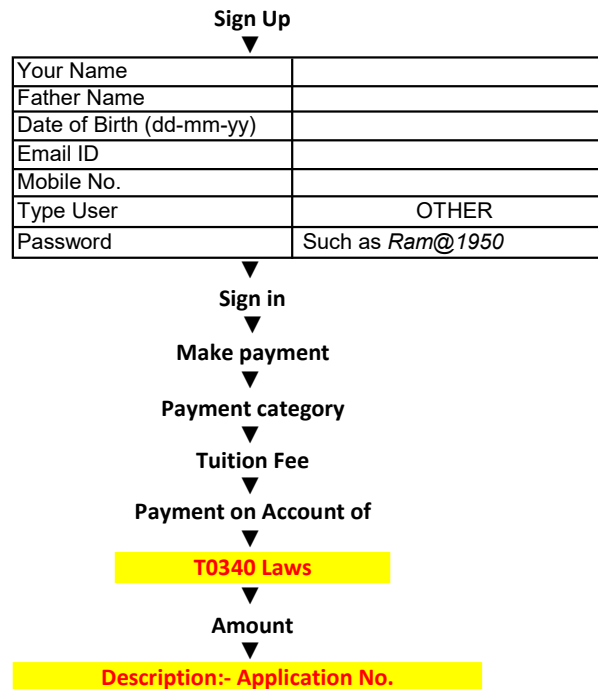 Sign Up
Your Name
Father Name
Date of Birth (dd-mm-yy)
Email ID
Mobile No.
Type User OTHER
Password Such as Ram@1950
Sign in
Make payment
Payment category
Tuition Fee
Payment on Account of
T0340 Laws
Amount
Description:- Application No.